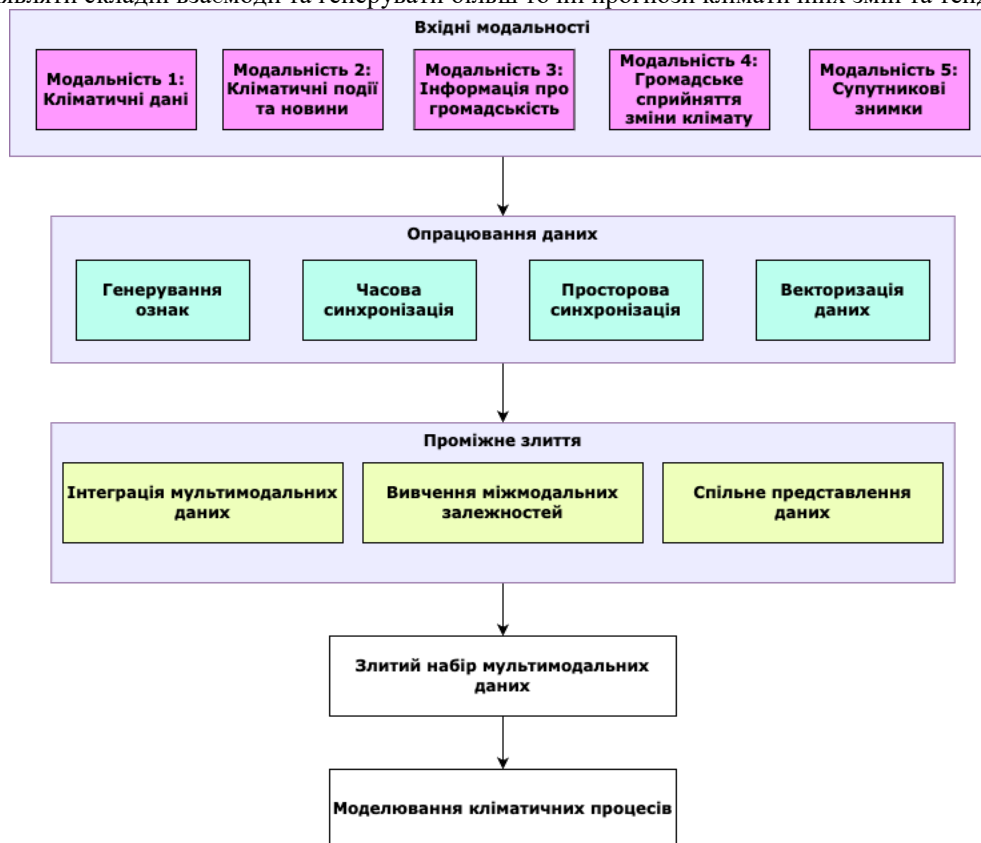 складні взаємодії та генерувати більш точні прогнози кліматичних змін та
Вхідні модальності
Модальність 1:
Кліматичні дані
Модальність 2:
Кліматичні події
та новини
Модальність 3:
Інформація про
громадськість
Модальність 4:
Громадське
сприйняття
зміни клімату
Модальність 5:
Супутникові
знимки
Опрацювання даних
Генерування
ознак
Часова
синхронізація
Просторова
синхронізація
Векторизація
даних
Проміжне злиття
Інтеграція мультимодальних
даних
Вивчення міжмодальних
залежностей
Спільне представлення
даних
Злитий набір мультимодальних
даних
Моделювання кліматичних процесів